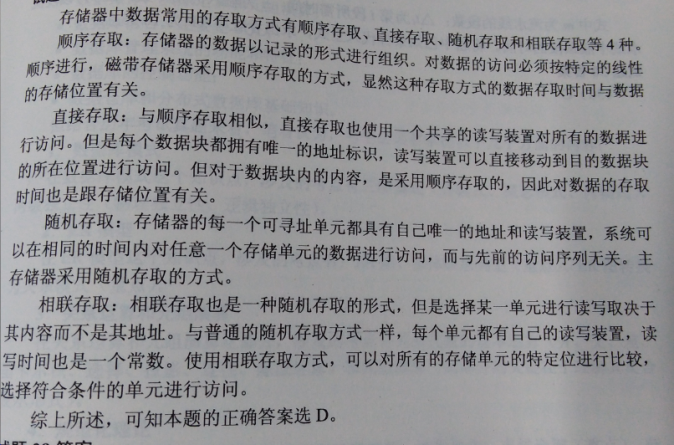 存储器中数据常用的存取方式有顺序存取、直接存取、随机存取和相联存取等 4 种。
顺序存取：存储器的数据以记录的形式进行组织。对数据的访问必须按特定的线性
顺序进行，磁带存储器采用顺序存取的方式，显然这种存取方式的数据存取时间与数据
的存储位置有关。
直接存取：与顺序存取相似，直接存取也使用一个共享的读写装置对所有的数据进
行访问。但是每个数据块都拥有唯一的地址标识，读写装置可以直接移动到目的数据块
的所在位置进行访问。但对于数据块内的内容，是采用顺序存取的，因此对数据的存取
时间也是跟存储位置有关。
随机存取：存储器的每一个可寻址单元都具有自己唯一的地址和读写装置，系统可
以在相同的时间内对任意一个存储单元的数据进行访问，而与先前的访问序列无关。主
存储器采用随机存取的方式。
相联存取：相联存取也是一种随机存取的形式，但是选择某一单元进行读写取决于
其内容而不是其地址。与普通的随机存取方式一样，每个单元都有自己的读写装置，读
写时间也是一个常数。使用相联存取方式，可以对所有的存储单元的特定位进行比较，
选择符合条件的单元进行访问。
综上所述，可知本题的正确答案选 D。